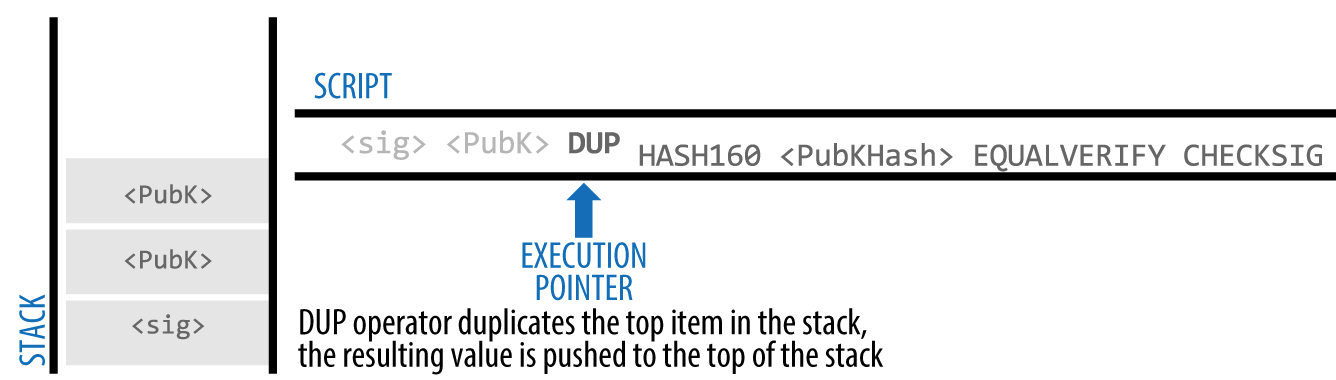 SCRIPT
<sig> <PubK> DUP HASH160 <PubKHash> EQUALVERIFY CHECKSIG
<PubK>
<PubK>
<sig>
STACK
EXECUTION
POINTER
DUP operator duplicates the top item in the stack,
the resulting value is pushed to the top of the stack